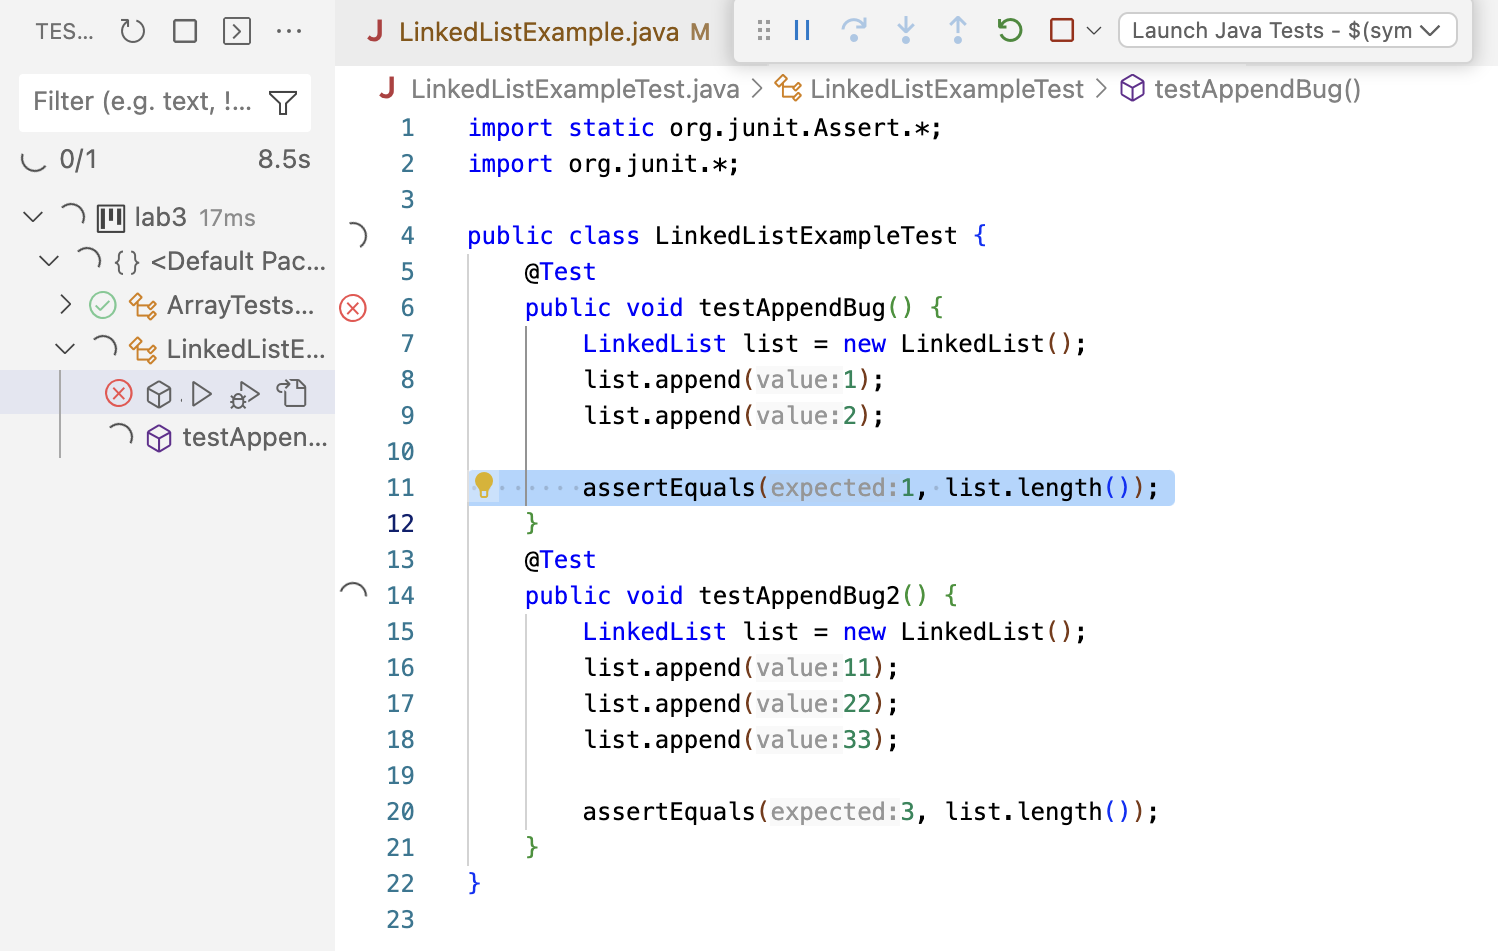 TES...
LinkedListExample.java M
Launch Java Tests - $(sym
Filter (e.g. text, !...
0/1 8.5s
lab3 17ms
{} <Default Pac...
ArrayTests...
LinkedListE...
testAppen...
J LinkedListExampleTest.java > LinkedListExampleTest > testAppendBug()
1 import static org.junit.Assert.*;
2 import org.junit.*;
3
4 public class LinkedListExampleTest {
5 @Test
6 public void testAppendBug() {
7 LinkedList list = new LinkedList();
8 list.append(value:1);
9 list.append(value:2);
10
11 assertEquals(expected:1, list.length());
12 }
13 @Test
14 public void testAppendBug2() {
15 LinkedList list = new LinkedList();
16 list.append(value:11);
17 list.append(value:22);
18 list.append(value:33);
19
20 assertEquals(expected:3, list.length());
21 }
22 }
23